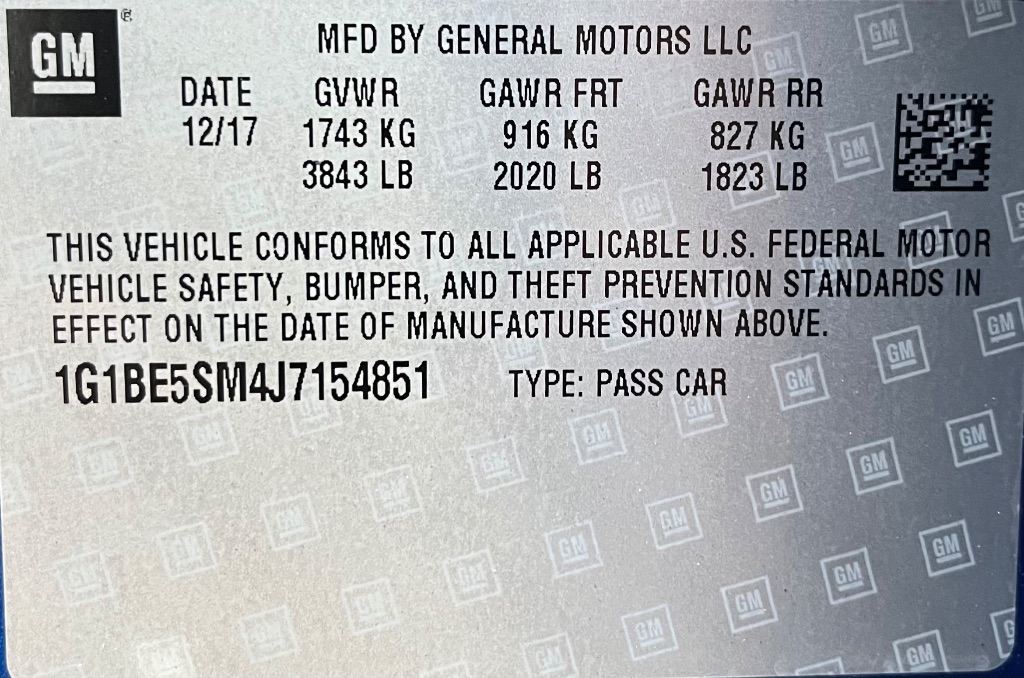 GM ®
MFD BY GENERAL MOTORS LLC
DATE GVWR GAWR FRT GAWR RR
12/17 1743 KG 916 KG 827 KG
3843 LB 2020 LB 1823 LB
THIS VEHICLE CONFORMS TO ALL APPLICABLE U.S. FEDERAL MOTOR
VEHICLE SAFETY, BUMPER, AND THEFT PREVENTION STANDARDS IN
EFFECT ON THE DATE OF MANUFACTURE SHOWN ABOVE.
1G1BE5SM4J7154851 TYPE: PASS CAR